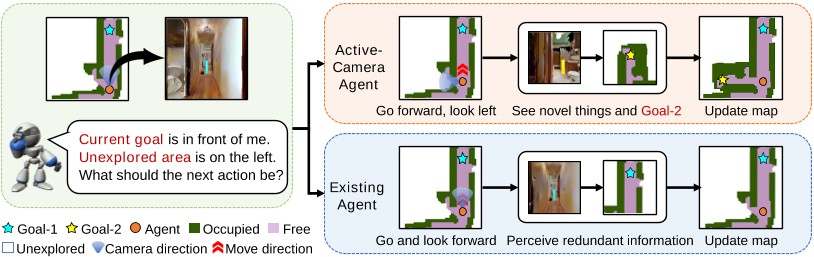 Current goal is in front of me.
Unexplored area is on the left.
What should the next action be?
Goal-1 Goal-2 Agent Occupied Free
Unexplored Camera direction Move direction
Active-
Camera
Agent
Go forward, look left
See novel things and Goal-2
Update map
Existing
Agent
Go and look forward
Perceive redundant information
Update map